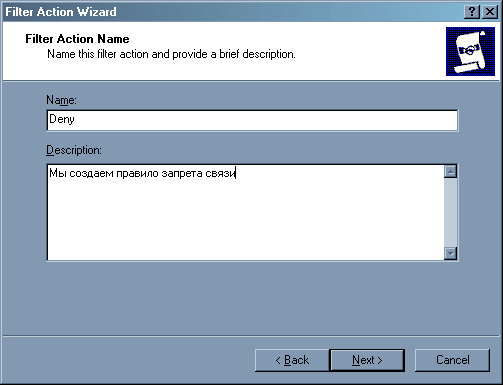 Filter Action Wizard
Filter Action Name
Name this filter action and provide a brief description.
Name:
Deny
Description:
Мы создаем правило запрета связи
< Back
Next >
Cancel